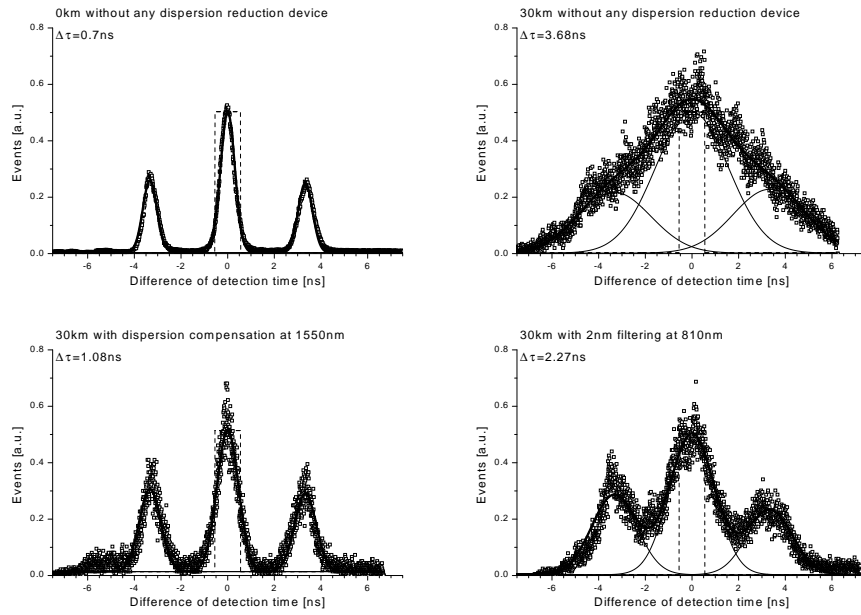 0km without any dispersion reduction device
Δτ=0.7ns
0.8
0.6
0.4
0.2
0.0
Events [a.u.]
-6 -4 -2 0 2 4 6
Difference of detection time [ns]
30km without any dispersion reduction device
Δτ=3.68ns
0.8
0.6
0.4
0.2
0.0
Events [a.u.]
-6 -4 -2 0 2 4 6
Difference of detection time [ns]
30km with dispersion compensation at 1550nm
Δτ=1.08ns
0.8
0.6
0.4
0.2
0.0
Events [a.u.]
-6 -4 -2 0 2 4 6
Difference of detection time [ns]
30km with 2nm filtering at 810nm
Δτ=2.27ns
0.8
0.6
0.4
0.2
0.0
Events [a.u.]
-6 -4 -2 0 2 4 6
Difference of detection time [ns]